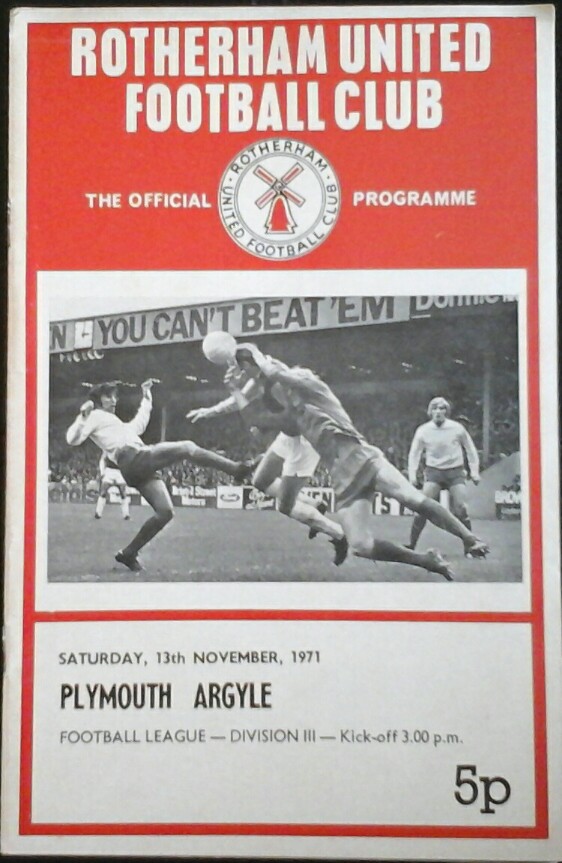 ROTHERHAM UNITED
FOOTBALL CLUB
THE OFFICIAL
ROTHERHAM
UNITED FOOTBALL CLUB
PROGRAMME
YOU CAN'T BEAT 'EM
SATURDAY, 13th NOVEMBER, 1971
PLYMOUTH ARGYLE
FOOTBALL LEAGUE — DIVISION III — Kick-off 3.00 p.m.
5p